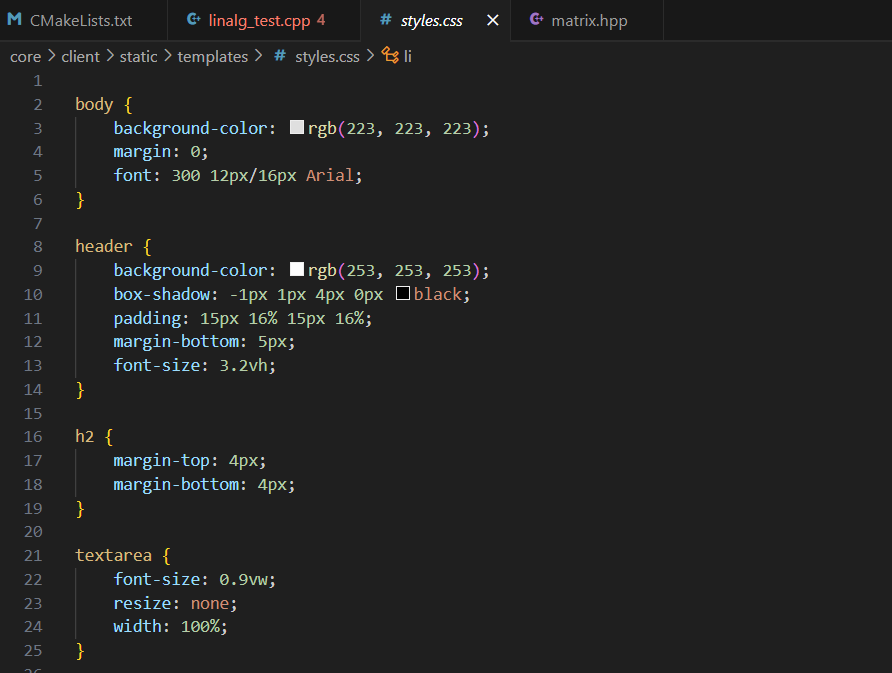 CMakeLists.txt linalg_test.cpp 4 # styles.css matrix.hpp
core > client > static > templates > # styles.css > li
1
2 body {
3     background-color: rgb(223, 223, 223);
4     margin: 0;
5     font: 300 12px/16px Arial;
6 }
7
8 header {
9     background-color: rgb(253, 253, 253);
10     box-shadow: -1px 1px 4px 0px black;
11     padding: 15px 16% 15px 16%;
12     margin-bottom: 5px;
13     font-size: 3.2vh;
14 }
15
16 h2 {
17     margin-top: 4px;
18     margin-bottom: 4px;
19 }
20
21 textarea {
22     font-size: 0.9vw;
23     resize: none;
24     width: 100%;
25 }